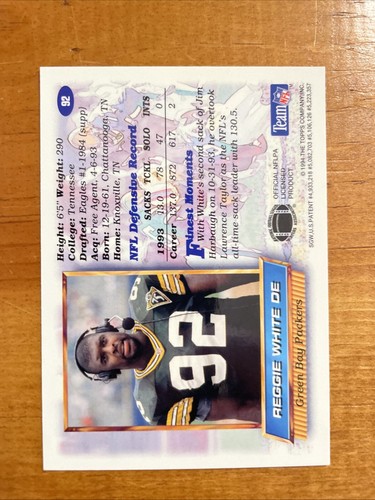 92
Height: 6'5" Weight: 290
College: Tennessee
Drafted: Eagles #1-1984 (supp)
Acq: Free Agent, 4-6-93
Born: 12-19-61, Chattanooga, TN
Home: Knoxville, TN
NFL Defensive Record
SACKS TCKL SOLO INTS
1993 13.0 78 47 0
Career 137.0 872 617 2
Finest Moments
With White's second sack of Jim
Harbaugh on 10-31-93, he overtook
Lawrence Taylor as the NFL's
all-time sack leader with 130.5.
Team NFL
OFFICIAL NFLPA
LICENSED
PRODUCT
© 1994 THE TOPPS COMPANY, INC.
92
REGGIE WHITE DE
Green Bay Packers